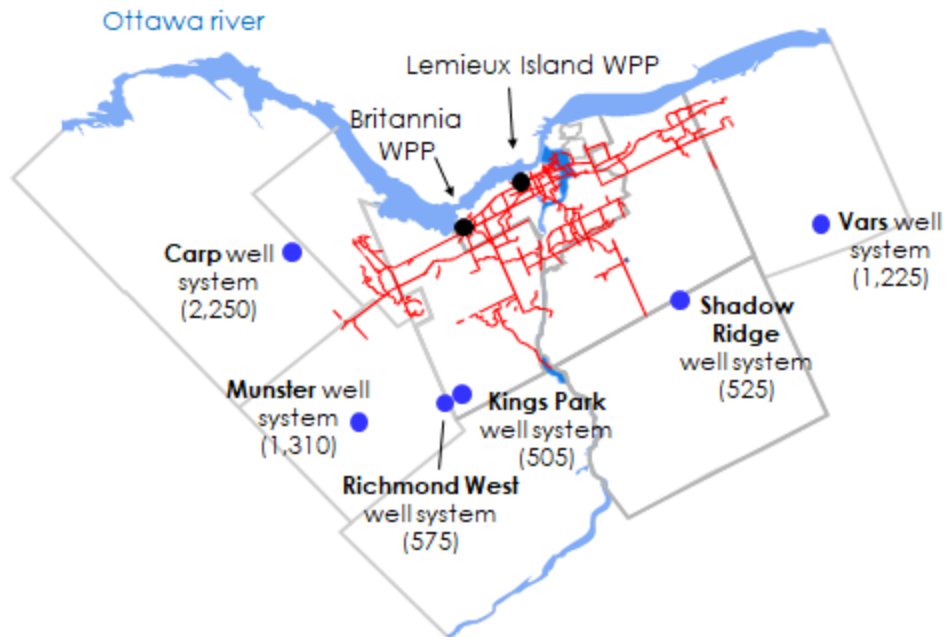 Ottawa river
Lemieux Island WPP
Britannia
WPP
Carp well
system
(2,250)
Vars well
system
(1,225)
Shadow
Ridge
well system
(525)
Munster well
system
(1,310)
Kings Park
well system
(505)
Richmond West
well system
(575)